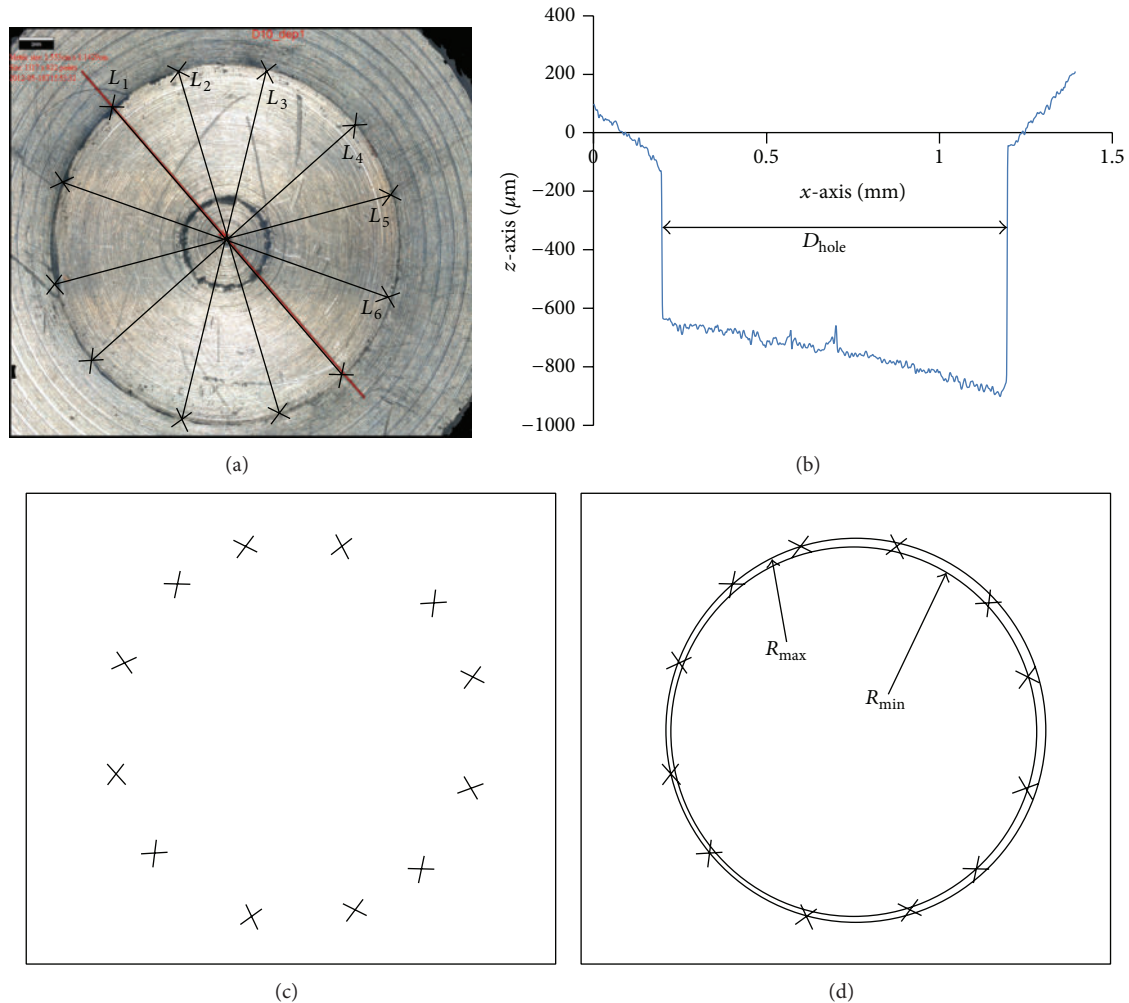 D10_dep1
L1
L2
L3
L4
L5
L6
(a)
400
200
0
−200
−400
−600
−800
−1000
0
0.5
1
1.5
z-axis (μm)
x-axis (mm)
Dhole
(b)
(c)
Rmax
Rmin
(d)